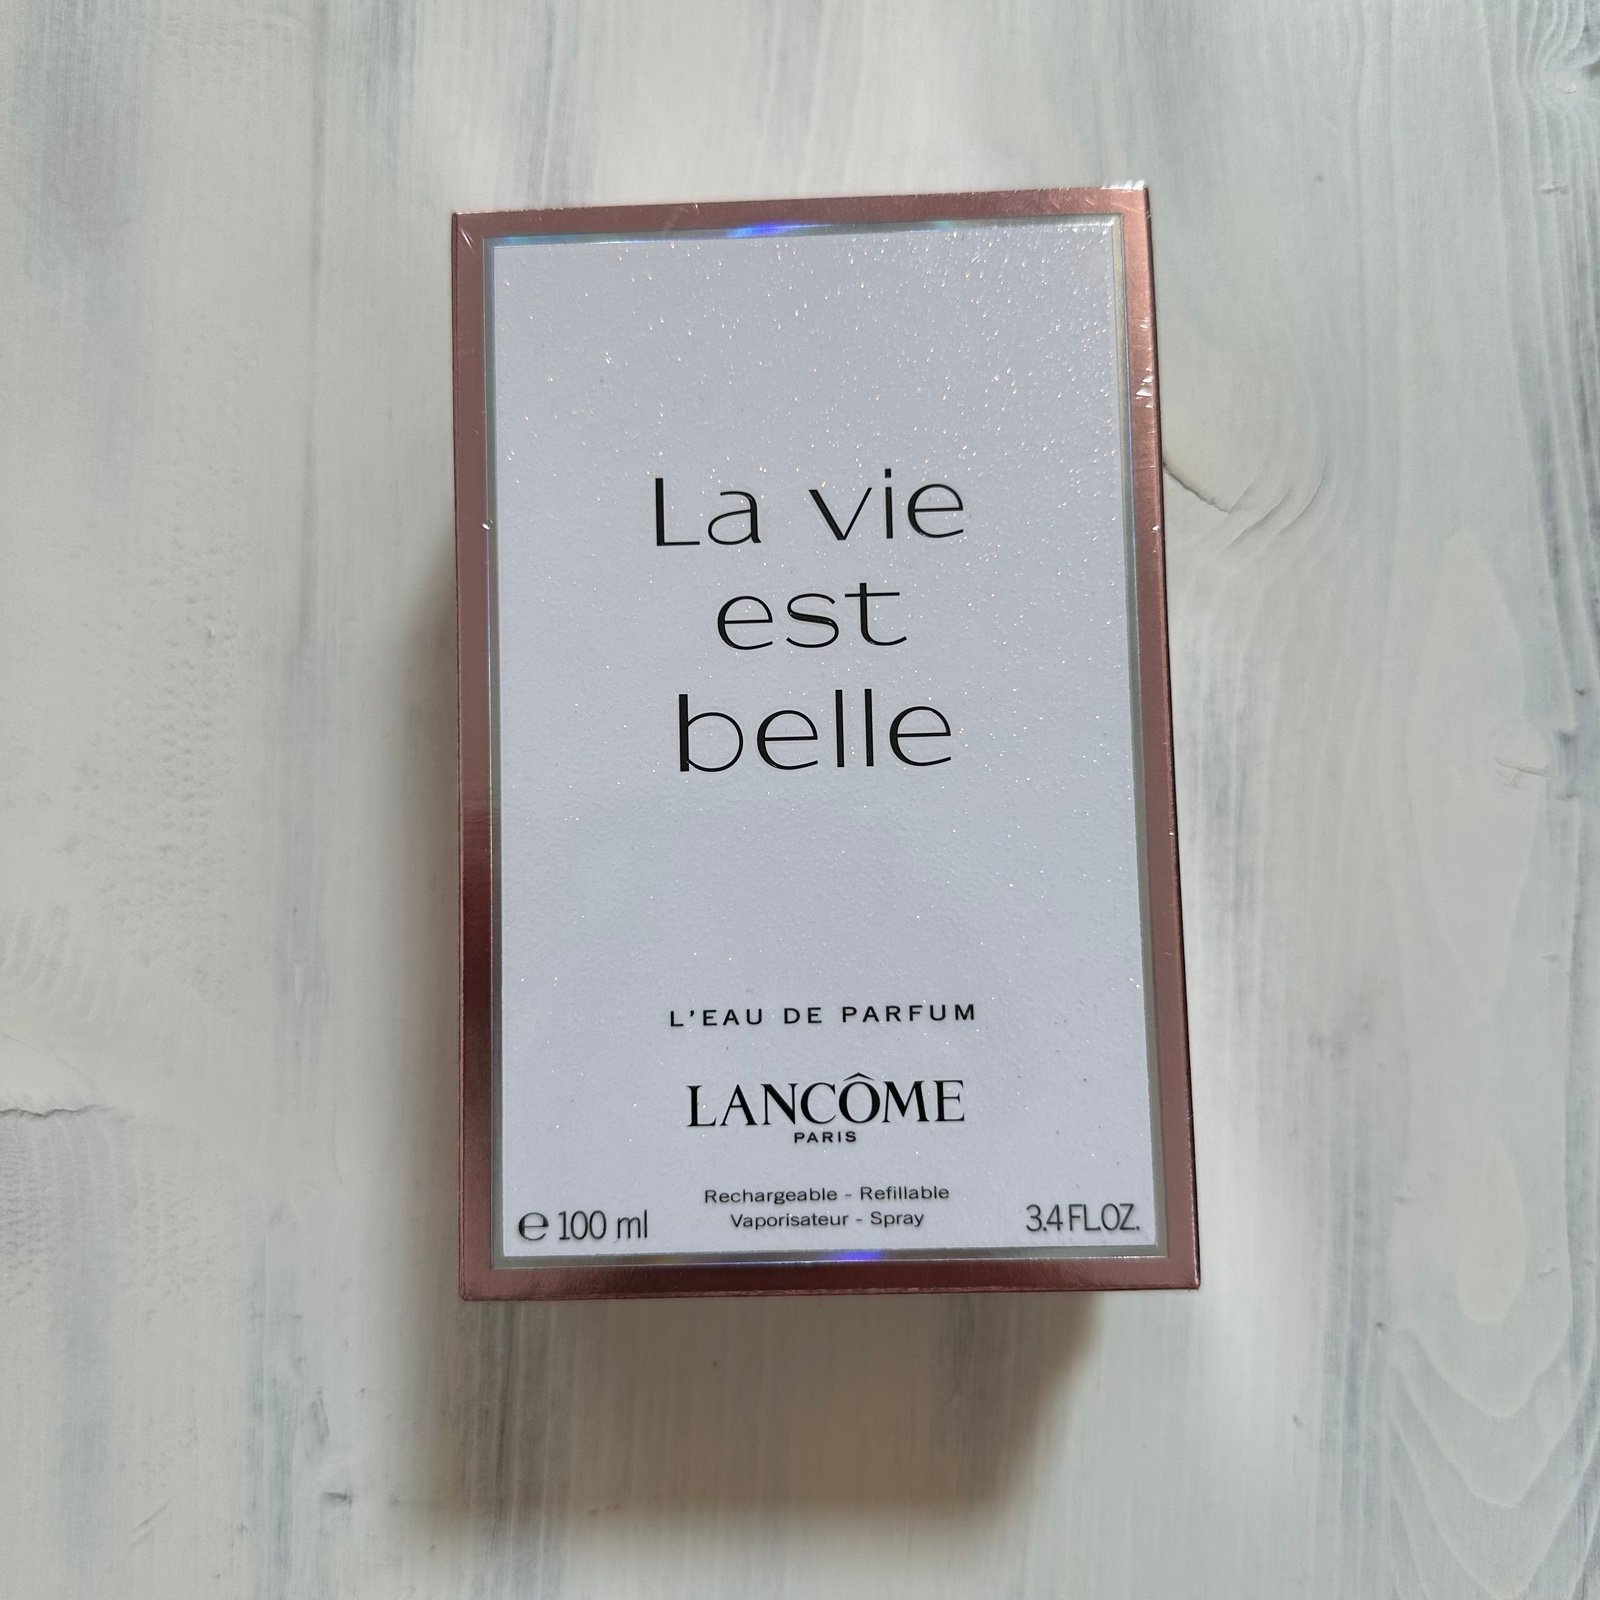 La vie
est
belle
L'EAU DE PARFUM
LANCÔME
PARIS
Rechargeable - Refillable
Vaporisateur - Spray
℮ 100 ml
3.4 FL.OZ.